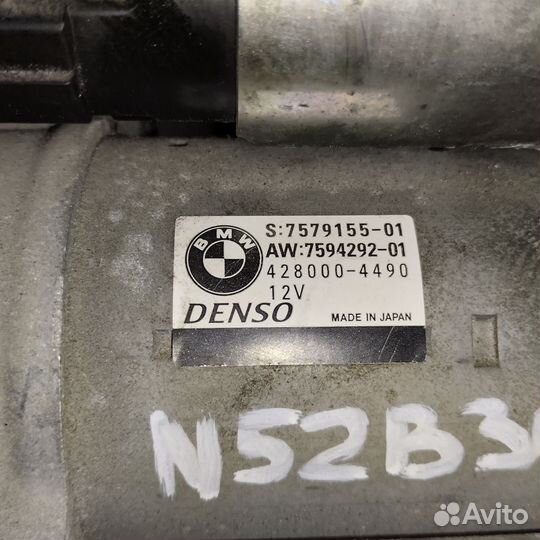 BMW
S:7579155-01
AW:7594292-01
428000-4490
12V
DENSO MADE IN JAPAN
N52B3
Avito